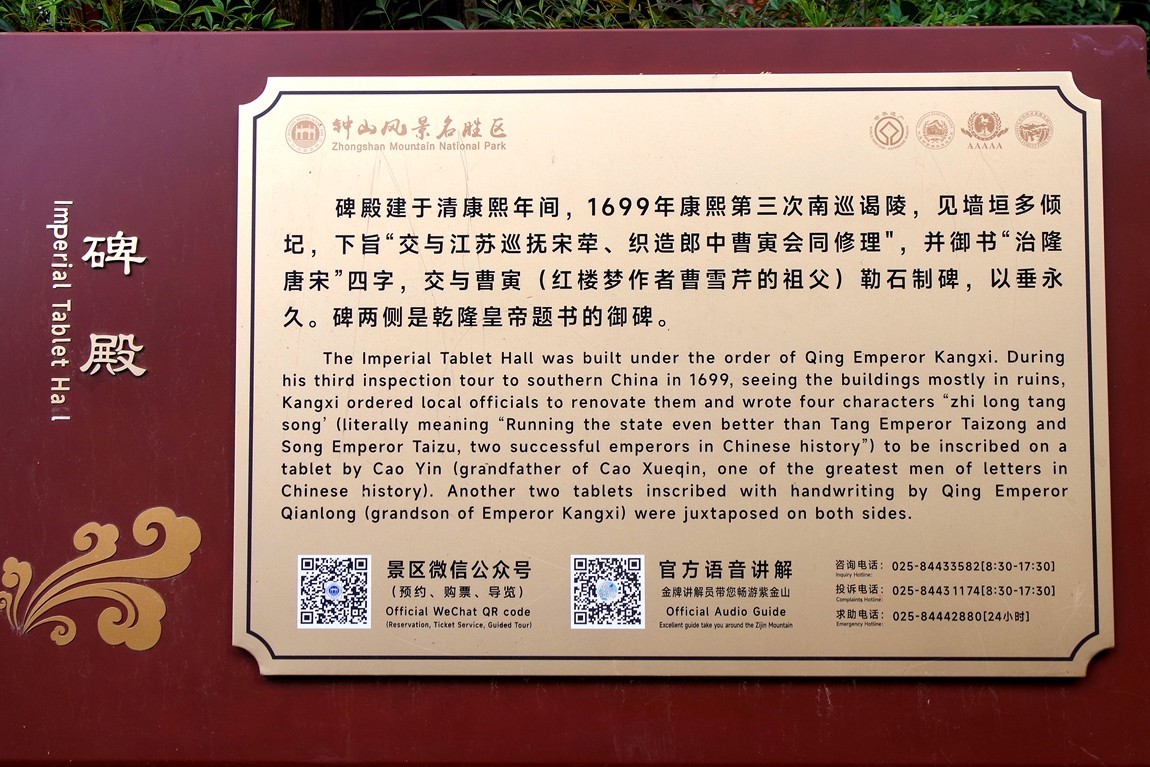 碑殿
Imperial Tablet Hall
钟山风景名胜区
Zhongshan Mountain National Park
AAAAA
碑殿建于清康熙年间，1699年康熙第三次南巡谒陵，见墙垣多倾
圮，下旨“交与江苏巡抚宋荦、织造郎中曹寅会同修理"，并御书“治隆
唐宋”四字，交与曹寅（红楼梦作者曹雪芹的祖父）勒石制碑，以垂永
久。碑两侧是乾隆皇帝题书的御碑。
The Imperial Tablet Hall was built under the order of Qing Emperor Kangxi. During
his third inspection tour to southern China in 1699, seeing the buildings mostly in ruins,
Kangxi ordered local officials to renovate them and wrote four characters “zhi long tang
song’ (literally meaning “Running the state even better than Tang Emperor Taizong and
Song Emperor Taizu, two successful emperors in Chinese history”) to be inscribed on a
tablet by Cao Yin (grandfather of Cao Xueqin, one of the greatest men of letters in
Chinese history). Another two tablets inscribed with handwriting by Qing Emperor
Qianlong (grandson of Emperor Kangxi) were juxtaposed on both sides.
景区微信公众号
(预约、购票、导览)
Official WeChat QR code
(Reservation, Ticket Service, Guided Tour)
官方语音讲解
金牌讲解员带您畅游紫金山
Official Audio Guide
Excellent guide take you around the Zijin Mountain
咨询电话：025-84433582[8:30-17:30]
Inquiry Hotline:
投诉电话：025-84431174[8:30-17:30]
Complaints Hotline:
求助电话：025-84442880[24小时]
Emergency Hotline: